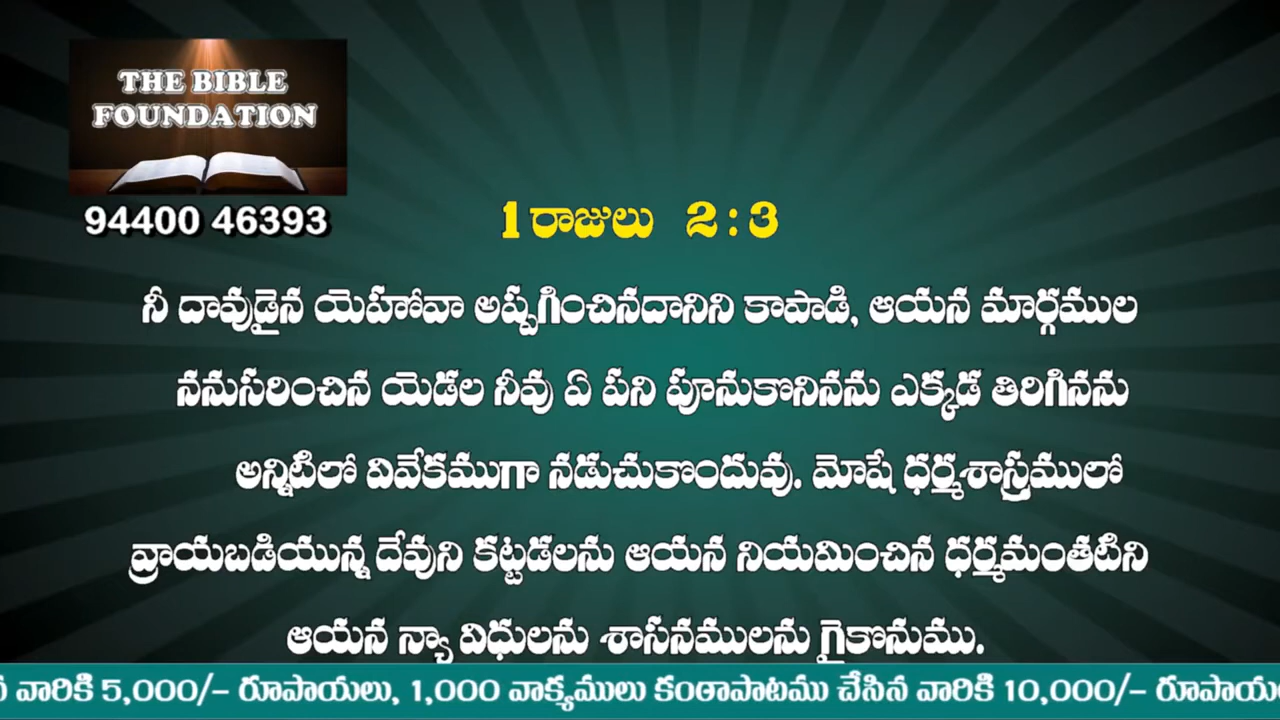 THE BIBLE
FOUNDATION
94400 46393
1 రాజులు 2 : 3
నీ దావుడైన యెహోవా అప్పగించినదానిని కాపాడి, ఆయన మార్గముల
ననుసరించిన యెడల నీవు ఏ పని పూనుకొనినను ఎక్కడ తిరిగినను
అన్నిటిలో వివేకముగా నడుచుకొందువు. మోషే ధర్మశాస్త్రములో
వ్రాయబడియున్న దేవుని కట్టడలను ఆయన నియమించిన ధర్మమంతటిని
ఆయన న్యా విధులను శాసనములను గైకొనుము.
వారికి 5,000/- రూపాయలు, 1,000 వాక్యములు కంఠాపాటము చేసిన వారికి 10,000/-